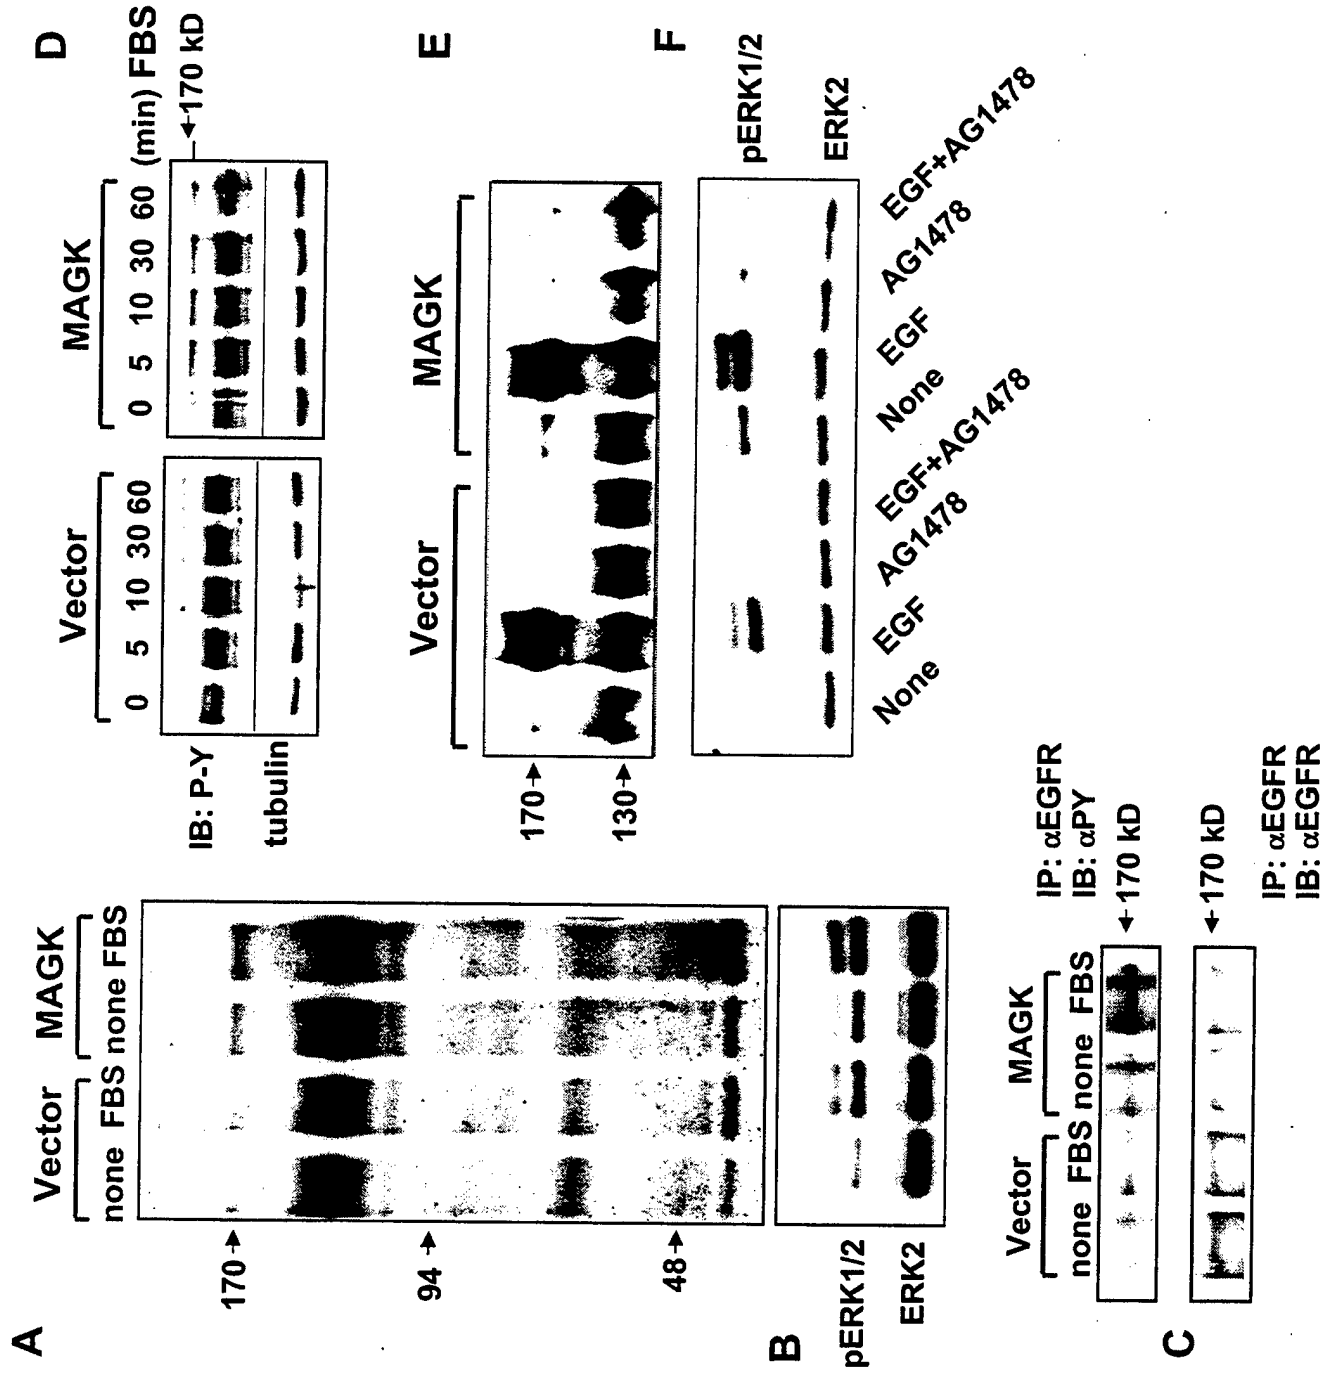 A
Vector MAGK
none FBS none FBS
170→
94→
48→
B
pERK1/2
ERK2
C
Vector MAGK
none FBS none FBS
IP: αEGFR
IB: αPY
←170 kD
←170 kD
IP: αEGFR
IB: αEGFR
D
Vector MAGK
0 5 10 30 60 0 5 10 30 60 (min) FBS
←170 kD
IB: P-Y
tubulin
E
Vector MAGK
170→
130→
F
pERK1/2
ERK2
None EGF AG1478 EGF+AG1478 None EGF AG1478 EGF+AG1478